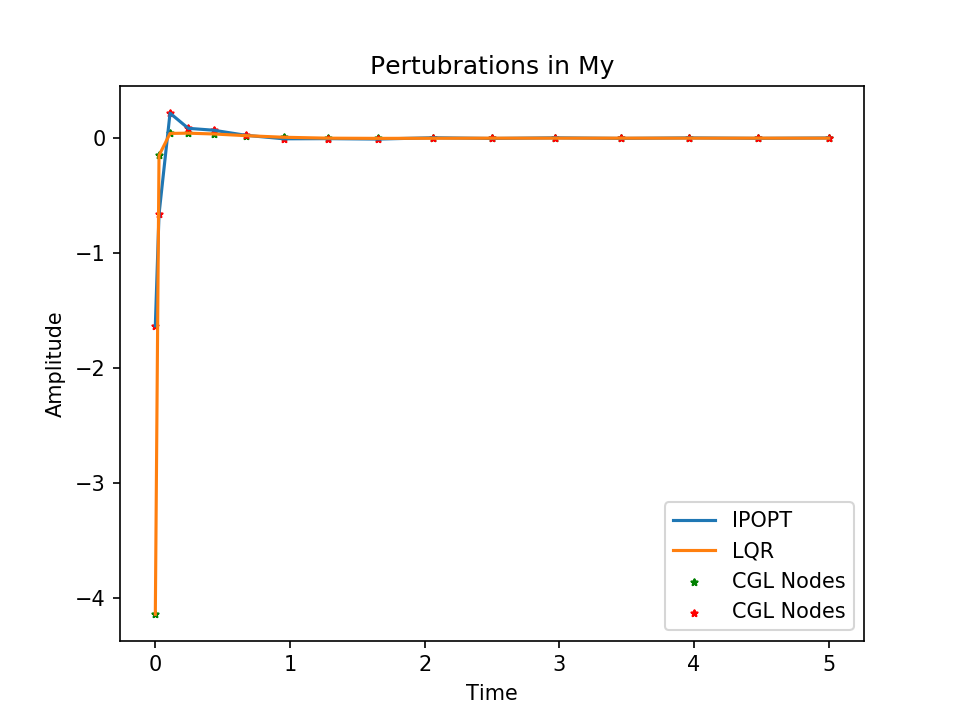 Pertubrations in My
0
−1
−2
−3
−4
Amplitude
0 1 2 3 4 5
Time
IPOPT
LQR
CGL Nodes
CGL Nodes